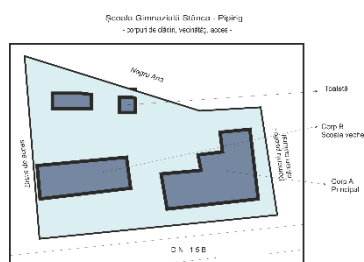 Școala Gimnazială Stânca - Pipirig
- corpuri de clădiri, vecinătăți, acces -
Negru Ana
Toaletă
Corp B
Școala veche
Drum de acces
Corp A
Principal
D N 15 B